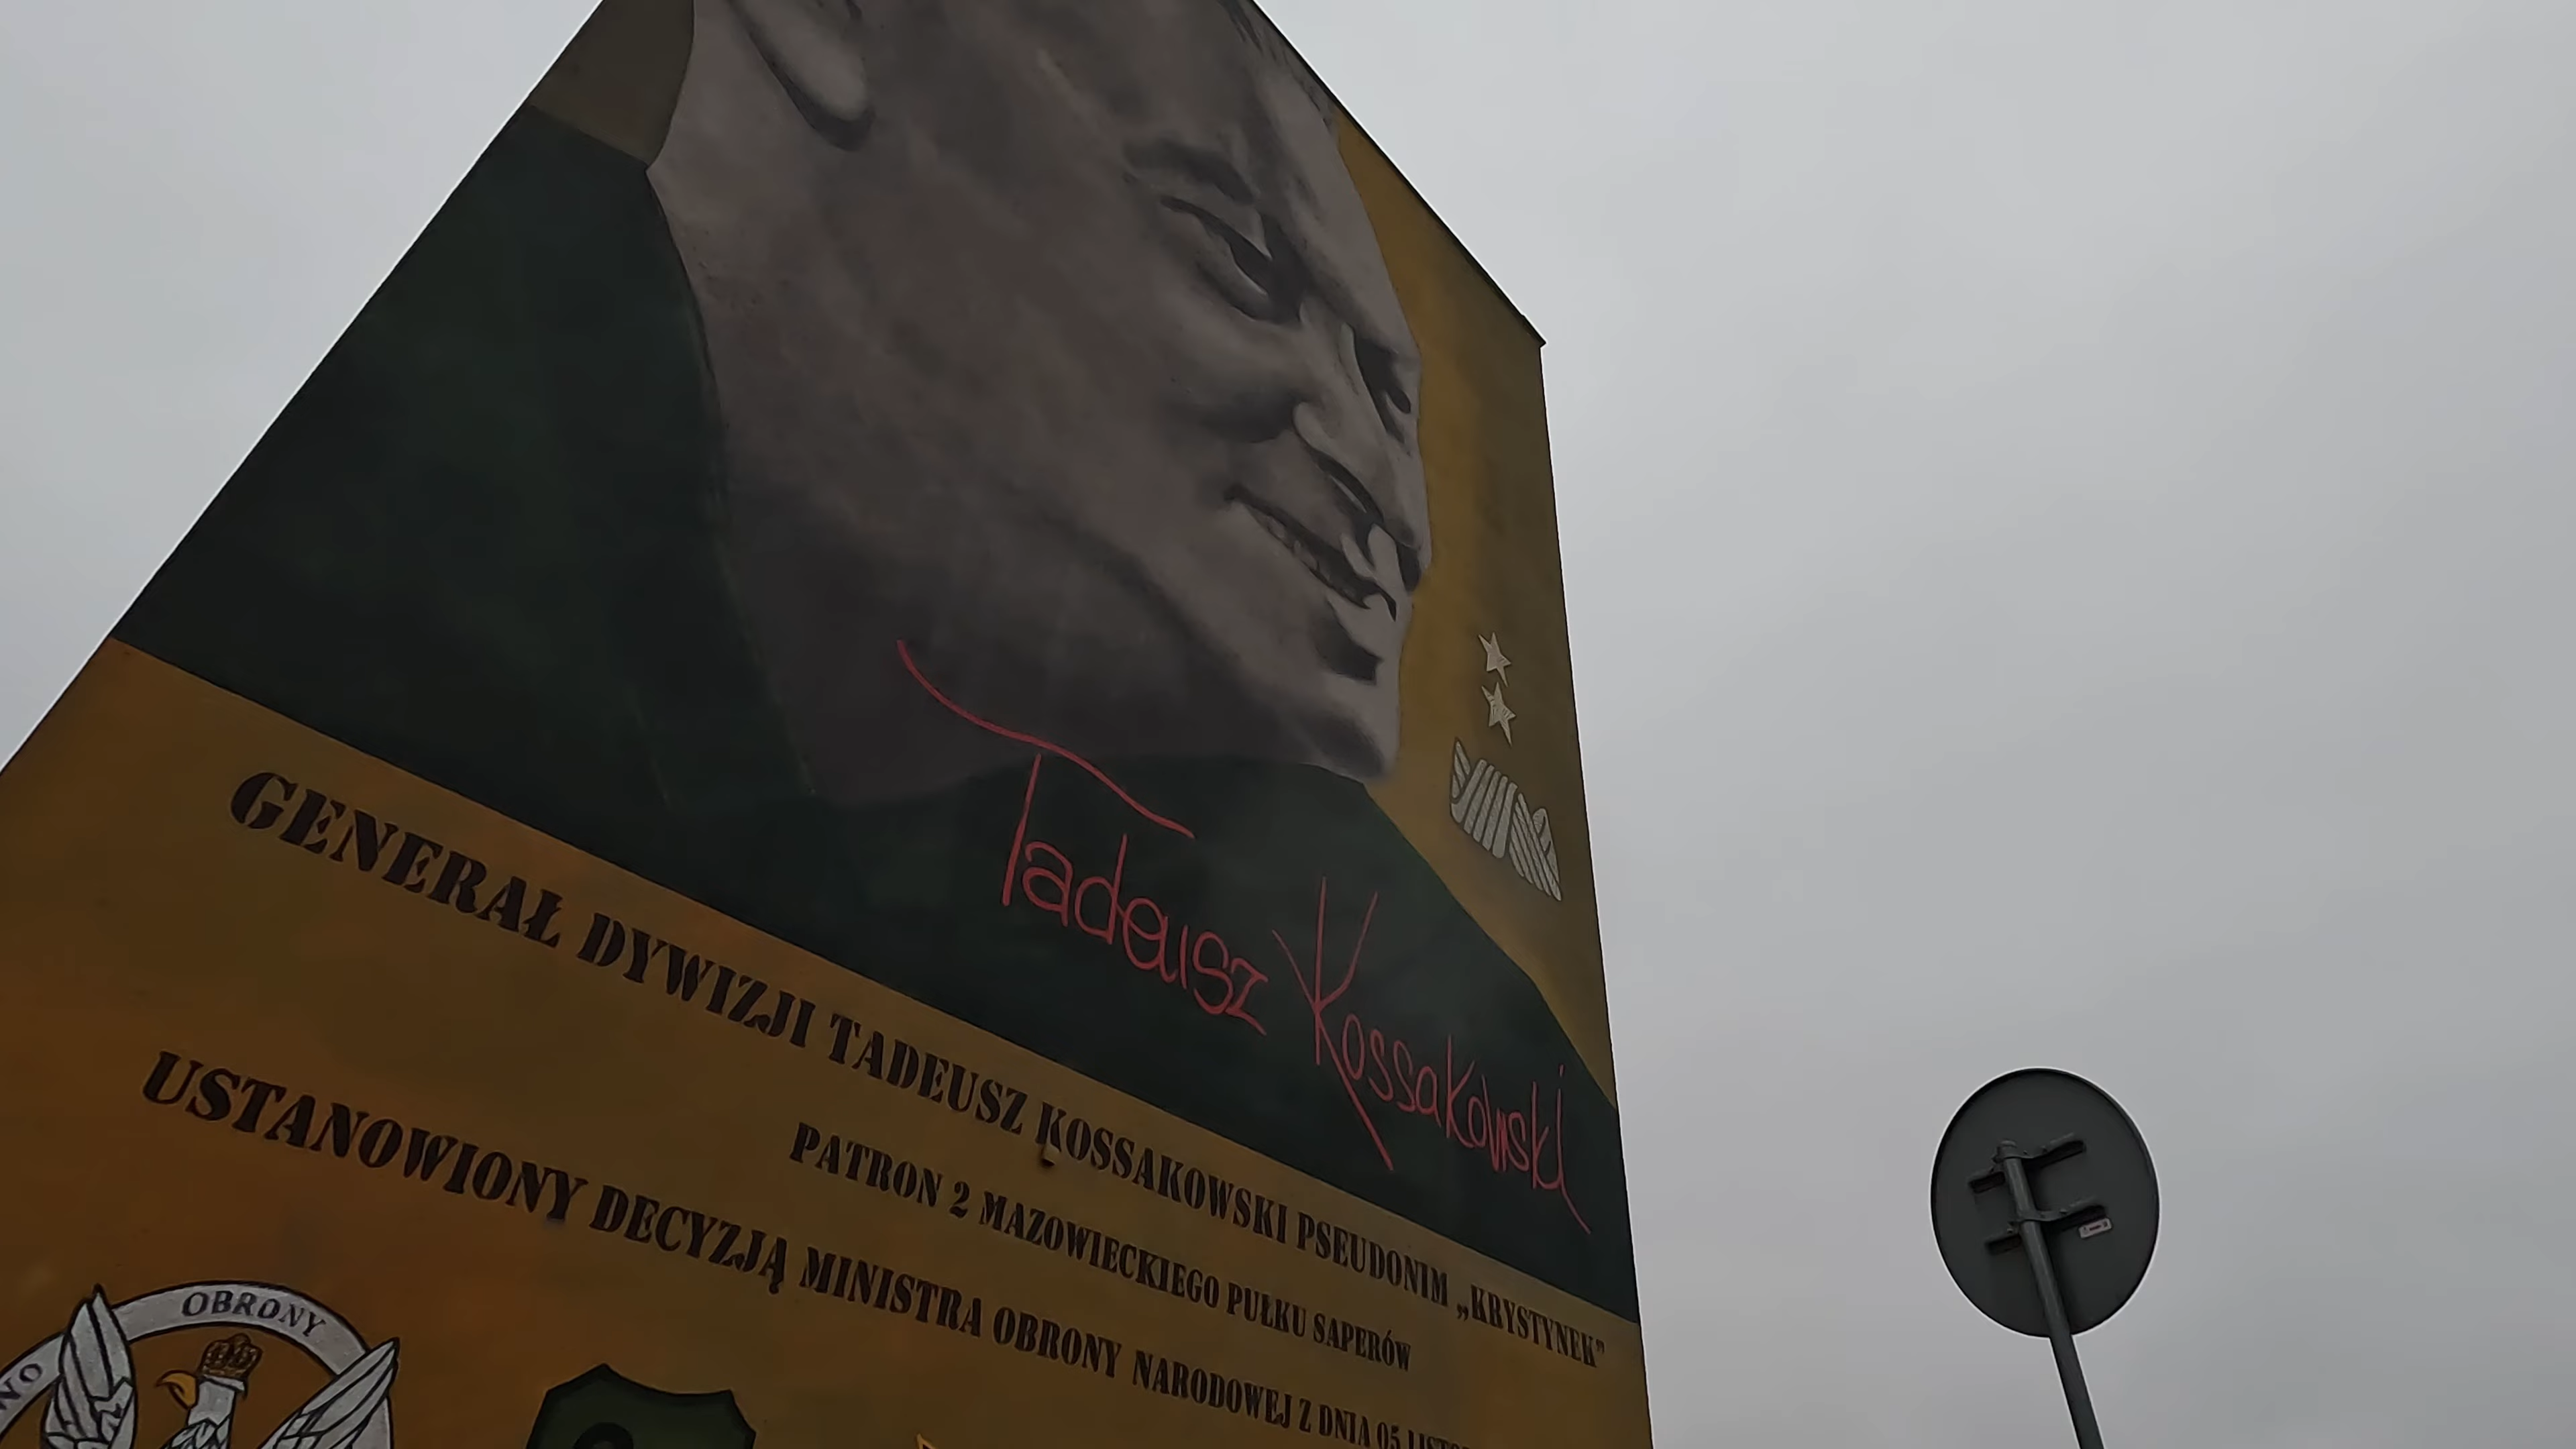 Tadeusz Kossakowski
GENERAŁ DYWIZJI TADEUSZ KOSSAKOWSKI PSEUDONIM „KRYSTYNEK”
PATRON 2 MAZOWIECKIEGO PUŁKU SAPERÓW
USTANOWIONY DECYZJĄ MINISTRA OBRONY NARODOWEJ Z DNIA 05
OBRONY